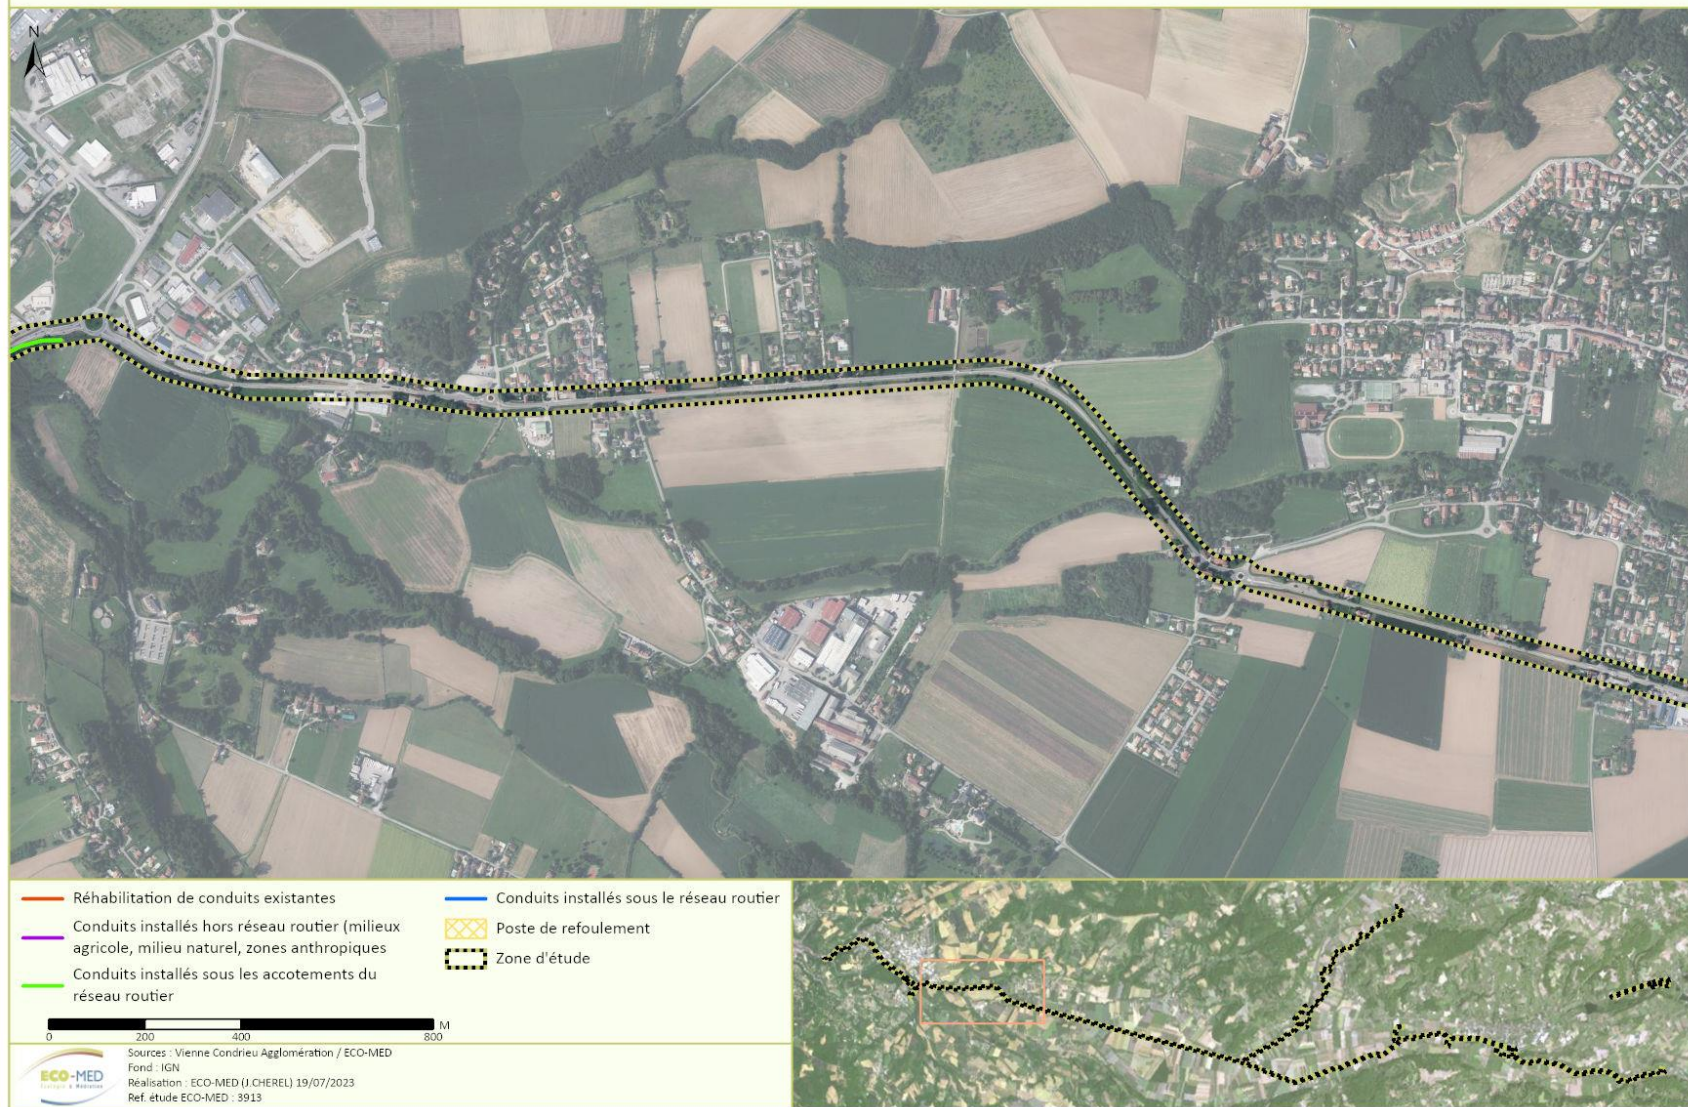 N
Réhabilitation de conduits existantes
Conduits installés hors réseau routier (milieux
agricole, milieu naturel, zones anthropiques
Conduits installés sous les accotements du
réseau routier
Conduits installés sous le réseau routier
Poste de refoulement
Zone d'étude
M
0 200 400 800
ECO-MED
Ecologie & Médiation
Sources : Vienne Condrieu Agglomération / ECO-MED
Fond : IGN
Réalisation : ECO-MED (J.CHEREL) 19/07/2023
Ref. étude ECO-MED : 3913